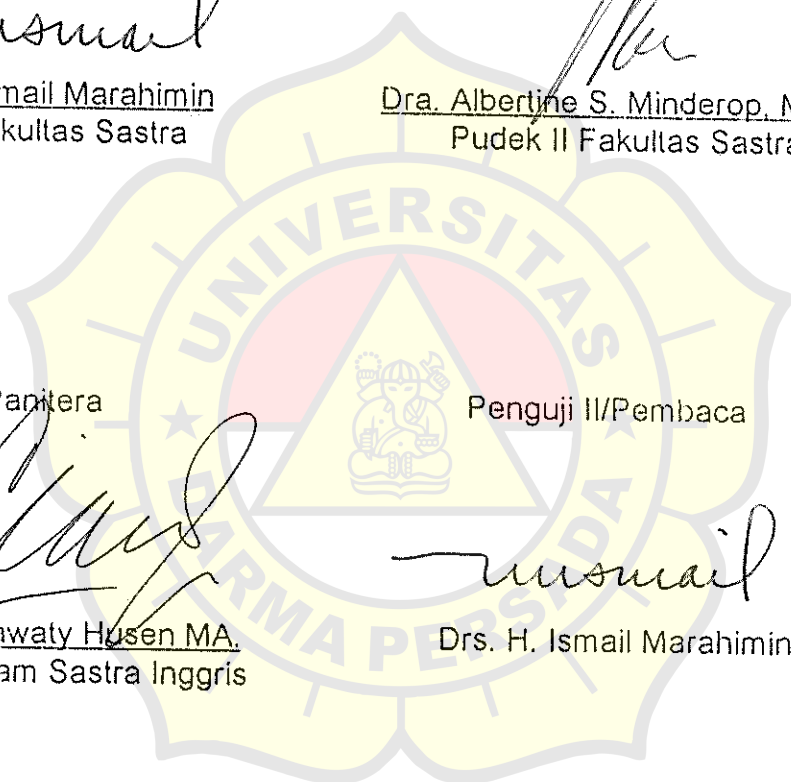 mail Marahimin
kultas Sastra
Dra. Albertine S. Minderop, M
Pudek II Fakultas Sastra
UNIVERSITAS
DARMA PERSADA
Panitera
Penguji II/Pembaca
awaty Husen MA.
am Sastra Inggris
Drs. H. Ismail Marahimin